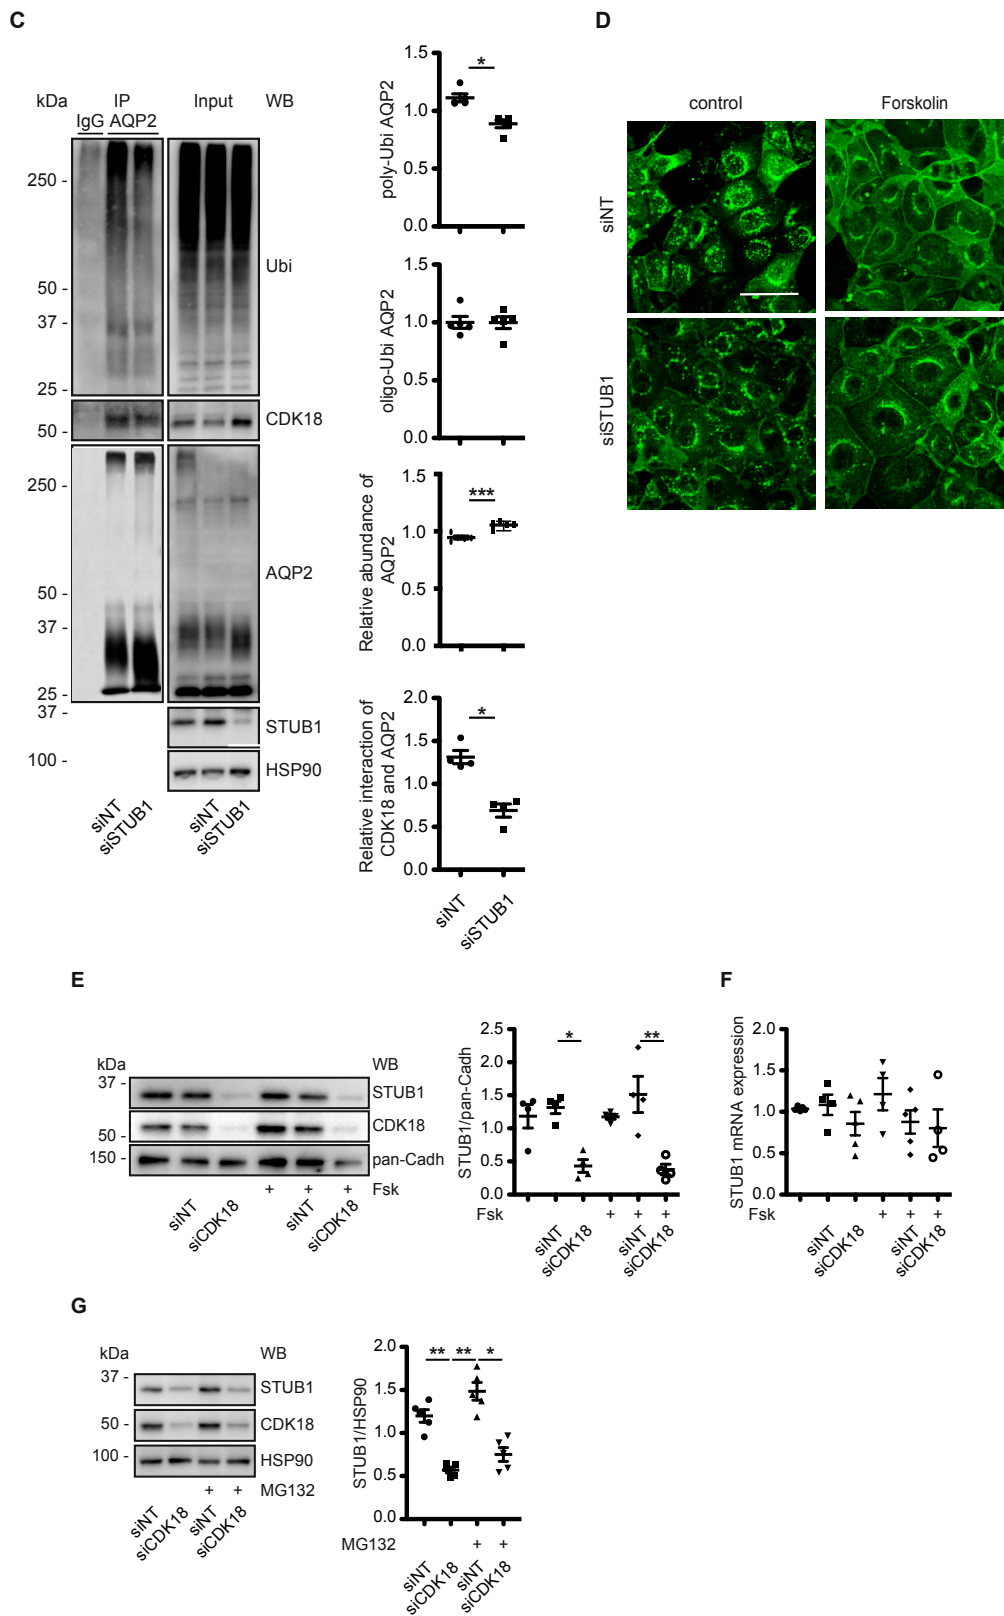 C
kDa IP Input WB
IgG AQP2
250 -
50 -
37 -
25 -
Ubi
50 -
CDK18
250 -
50 -
37 -
25 -
AQP2
37 -
STUB1
100 -
HSP90
siNT
siSTUB1
siNT
siSTUB1
poly-Ubi AQP2
1.5
1.0
0.5
0.0
*
oligo-Ubi AQP2
1.5
1.0
0.5
0.0
Relative abundance of
AQP2
1.5
1.0
0.5
0.0
***
Relative interaction of
CDK18 and AQP2
2.0
1.5
1.0
0.5
0.0
*
siNT
siSTUB1
D
control Forskolin
siNT
siSTUB1
E
kDa WB
37 - STUB1
50 - CDK18
150 - pan-Cadh
+ + + Fsk
siNT
siCDK18
siNT
siCDK18
STUB1/pan-Cadh
2.5
2.0
1.5
1.0
0.5
0.0
* **
Fsk + + +
siNT
siCDK18
siNT
siCDK18
F
STUB1 mRNA expression
2.0
1.5
1.0
0.5
0.0
+ + +
siNT
siCDK18
siNT
siCDK18
G
kDa WB
37 - STUB1
50 - CDK18
100 - HSP90
+ + MG132
siNT
siCDK18
siNT
siCDK18
STUB1/HSP90
2.0
1.5
1.0
0.5
0.0
** ** *
MG132 + +
siNT
siCDK18
siNT
siCDK18